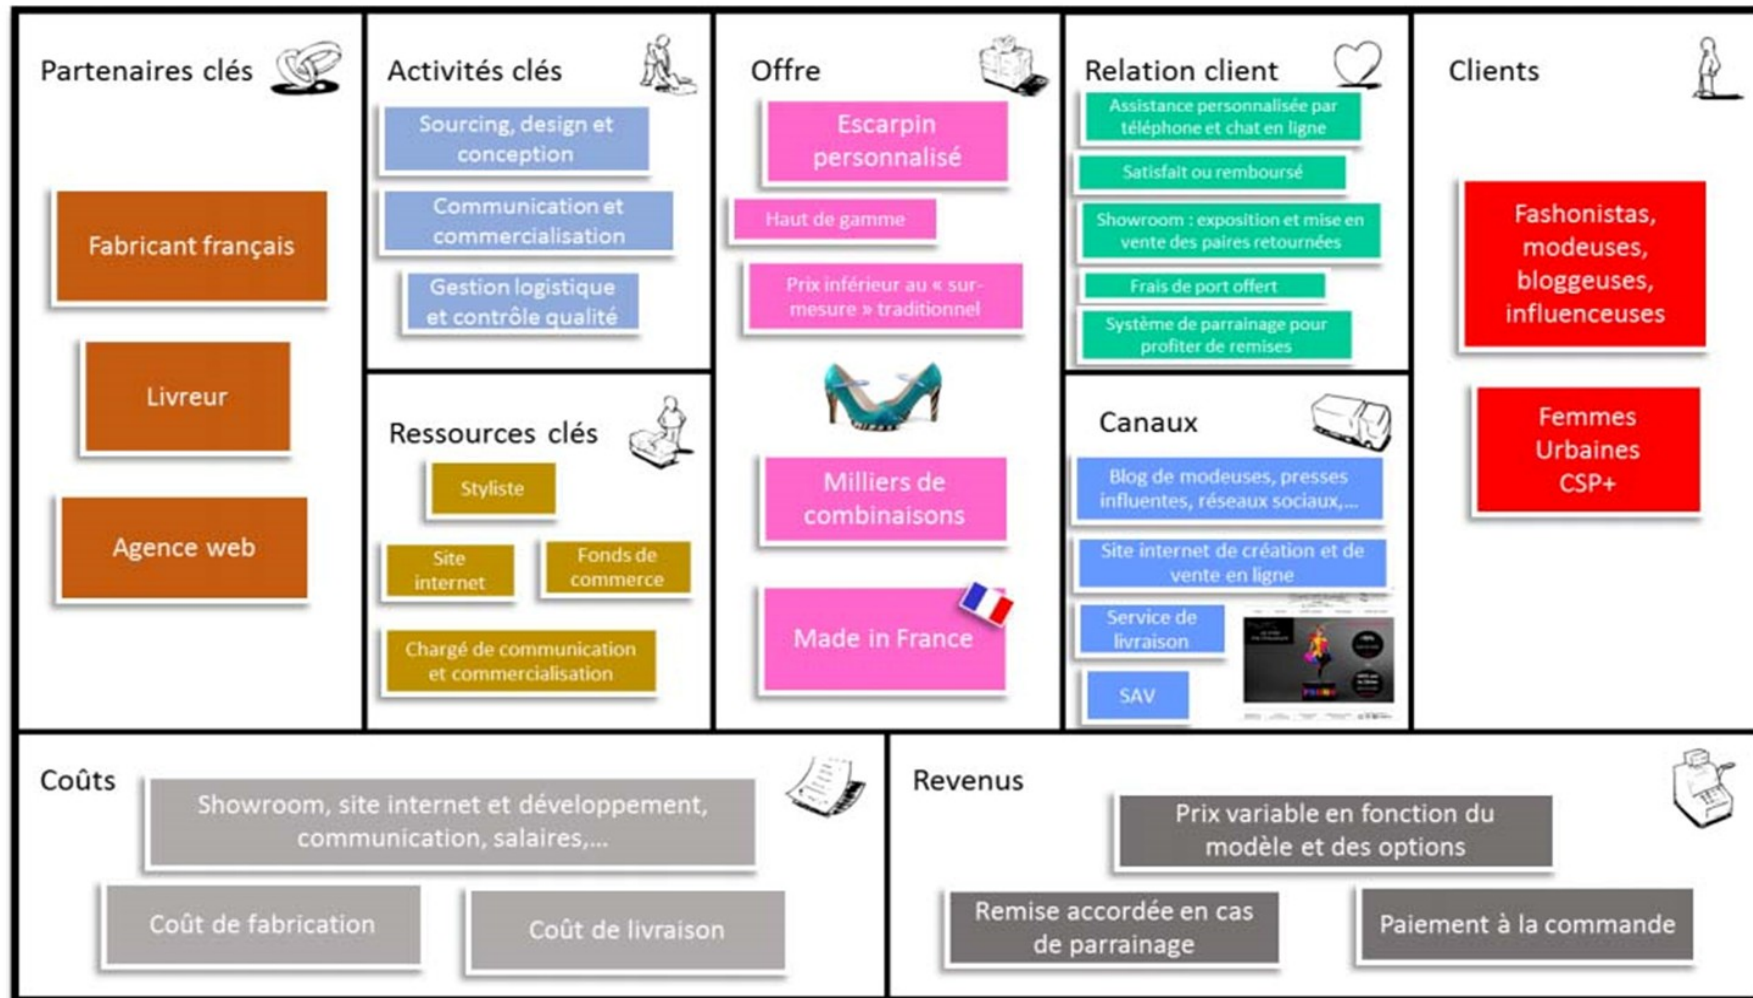 Partenaires clés
Fabricant français
Livreur
Agence web
Activités clés
Sourcing, design et
conception
Communication et
commercialisation
Gestion logistique
et contrôle qualité
Ressources clés
Styliste
Site
internet
Fonds de
commerce
Chargé de communication
et commercialisation
Offre
Escarpin
personnalisé
Haut de gamme
Prix inférieur au « sur-
mesure » traditionnel
Milliers de
combinaisons
Made in France
Relation client
Assistance personnalisée par
téléphone et chat en ligne
Satisfait ou remboursé
Showroom : exposition et mise en
vente des paires retournées
Frais de port offert
Système de parrainage pour
profiter de remises
Canaux
Blog de modeuses, presses
influentes, réseaux sociaux,...
Site internet de création et de
vente en ligne
Service de
livraison
SAV
Clients
Fashonistas,
modeuses,
bloggeuses,
influenceuses
Femmes
Urbaines
CSP+
Coûts
Showroom, site internet et développement,
communication, salaires,...
Coût de fabrication
Coût de livraison
Revenus
Prix variable en fonction du
modèle et des options
Remise accordée en cas
de parrainage
Paiement à la commande